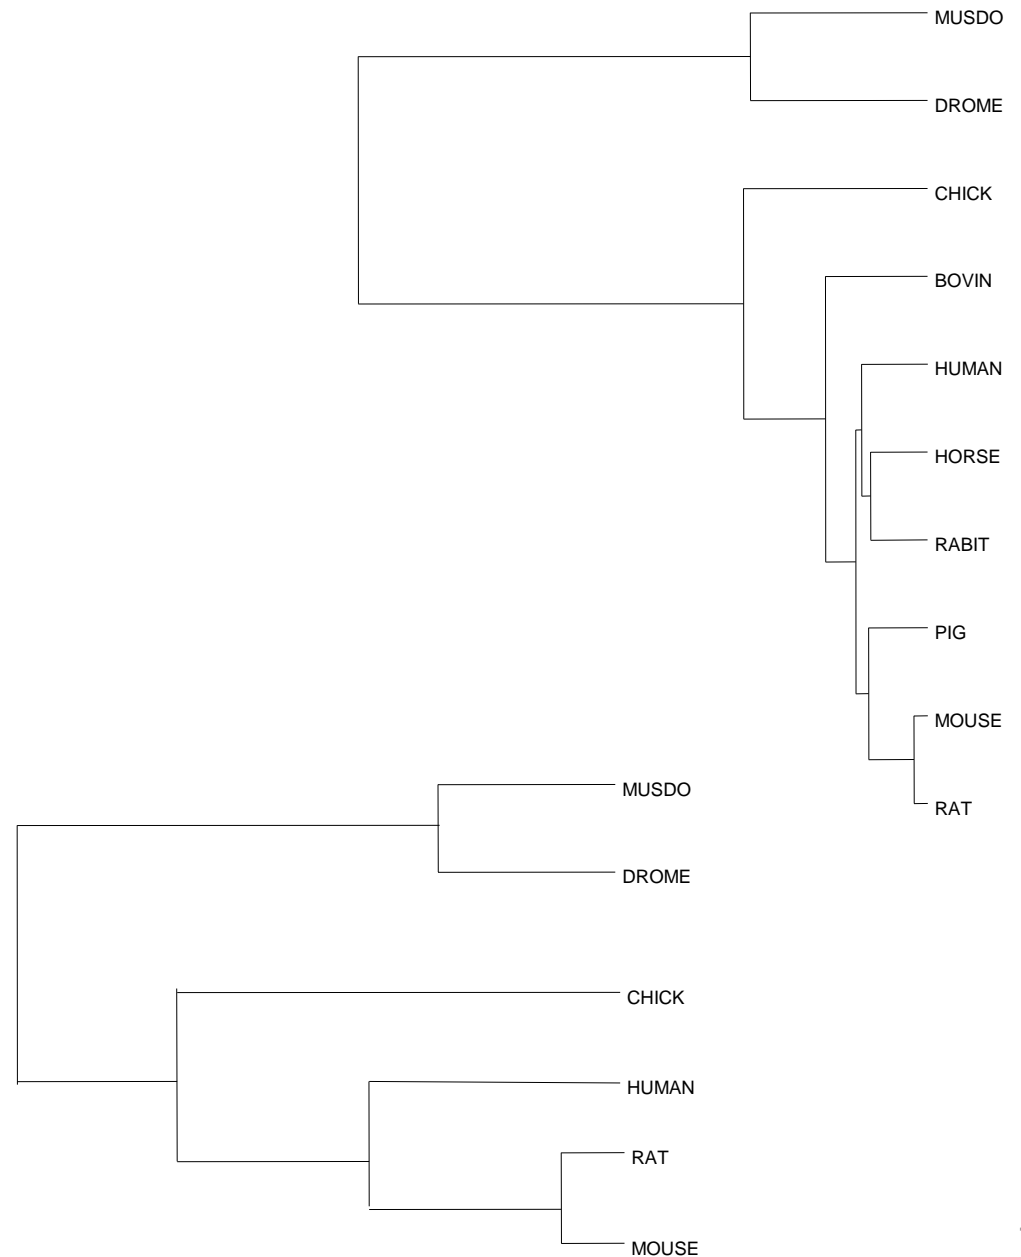 MUSDO
DROME
CHICK
BOVIN
HUMAN
HORSE
RABIT
PIG
MOUSE
RAT
MUSDO
DROME
CHICK
HUMAN
RAT
MOUSE